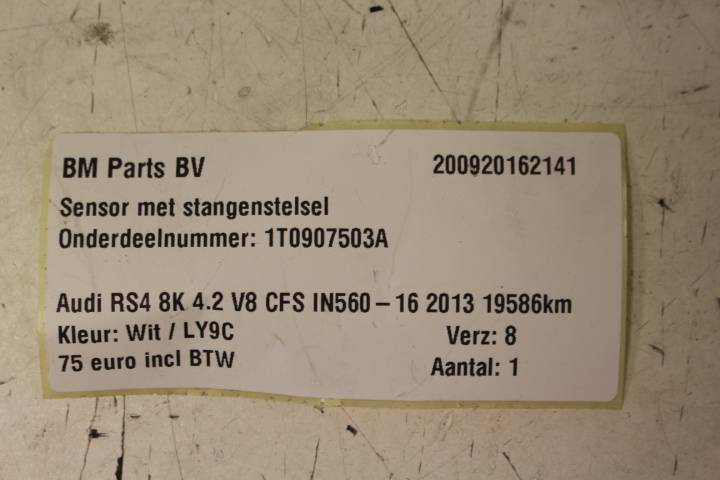 BM Parts BV 200920162141
Sensor met stangenstelsel
Onderdeelnummer: 1T0907503A
Audi RS4 8K 4.2 V8 CFS IN560-16 2013 19586km
Kleur: Wit / LY9C Verz: 8
75 euro incl BTW Aantal: 1